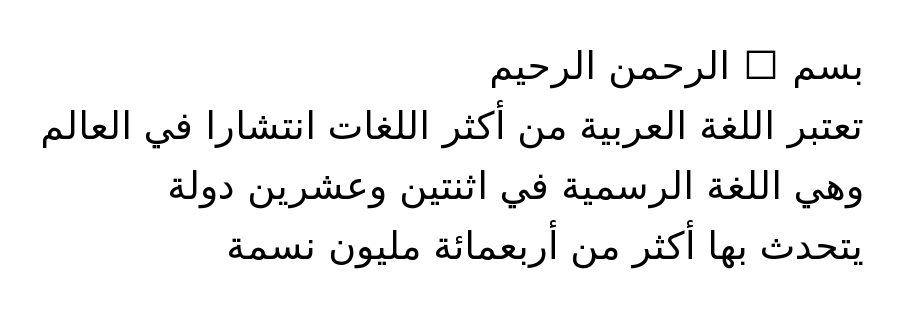 بسم □ الرحمن الرحيم
تعتبر اللغة العربية من أكثر اللغات انتشارا في العالم
وهي اللغة الرسمية في اثنتين وعشرين دولة
يتحدث بها أكثر من أربعمائة مليون نسمة